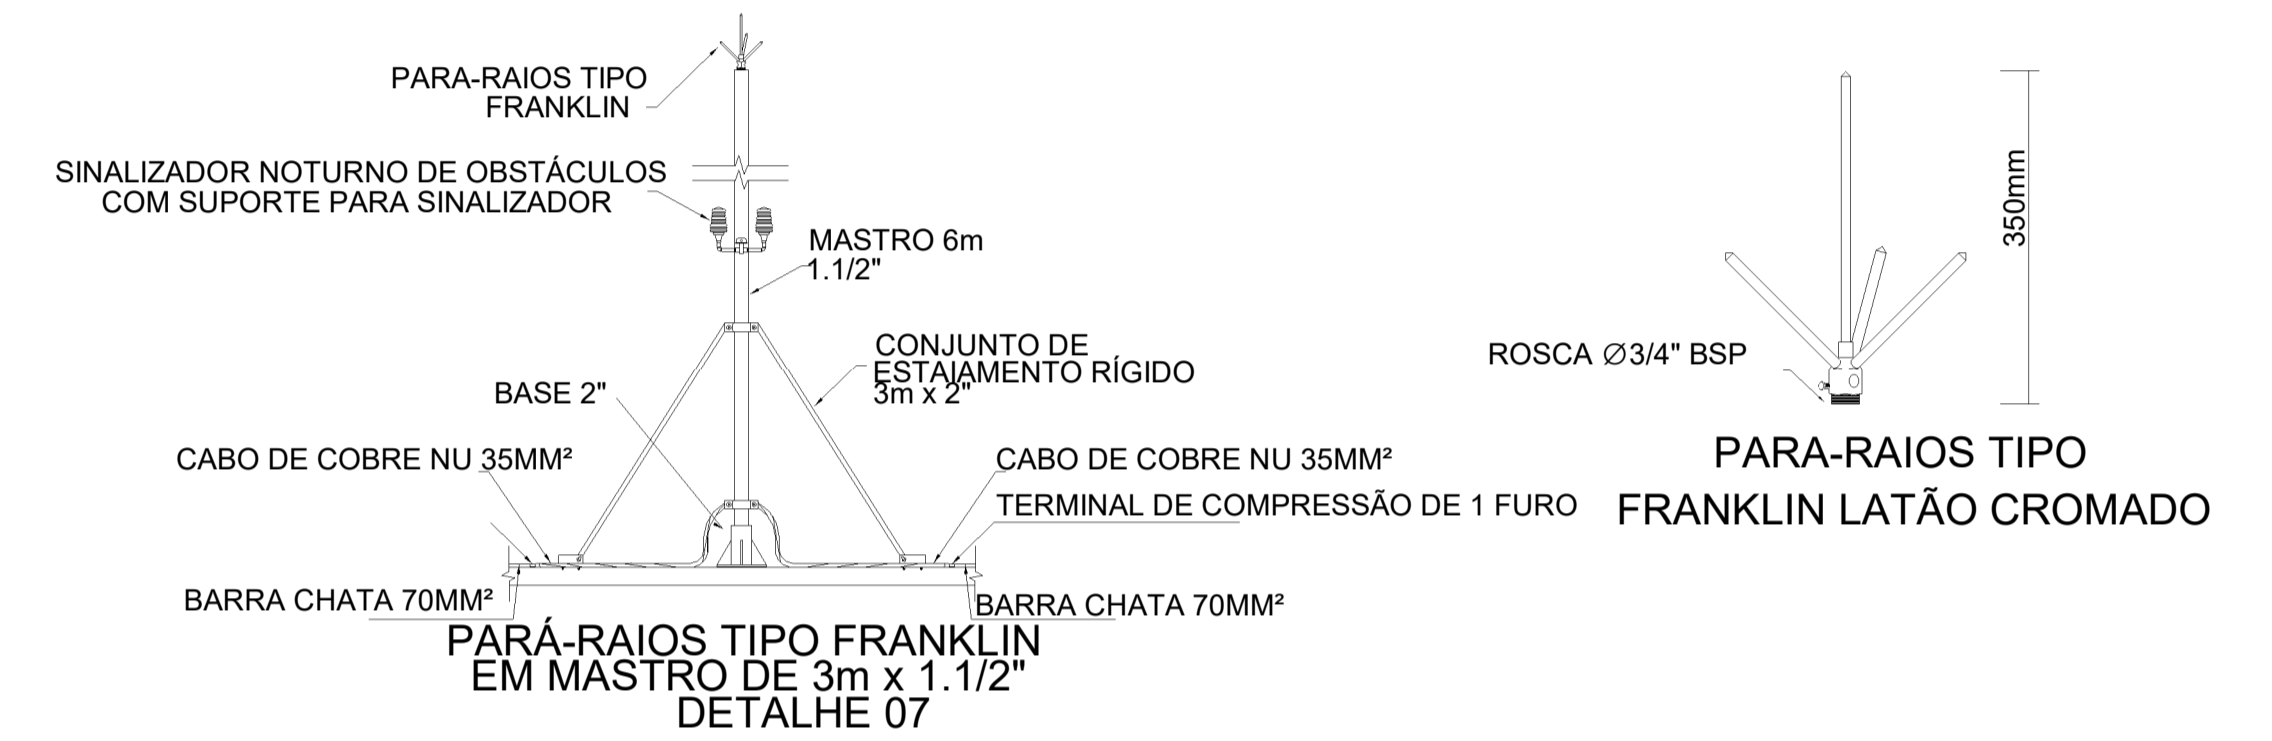 PARA-RAIOS TIPO
FRANKLIN
SINALIZADOR NOTURNO DE OBSTÁCULOS
COM SUPORTE PARA SINALIZADOR
MASTRO 6m
1.1/2"
CONJUNTO DE
ESTAIAMENTO RÍGIDO
3m x 2"
BASE 2"
CABO DE COBRE NU 35MM²
CABO DE COBRE NU 35MM²
TERMINAL DE COMPRESSÃO DE 1 FURO
BARRA CHATA 70MM²
BARRA CHATA 70MM²
PARÁ-RAIOS TIPO FRANKLIN
EM MASTRO DE 3m x 1.1/2"
DETALHE 07
350mm
ROSCA Ø3/4" BSP
PARA-RAIOS TIPO
FRANKLIN LATÃO CROMADO